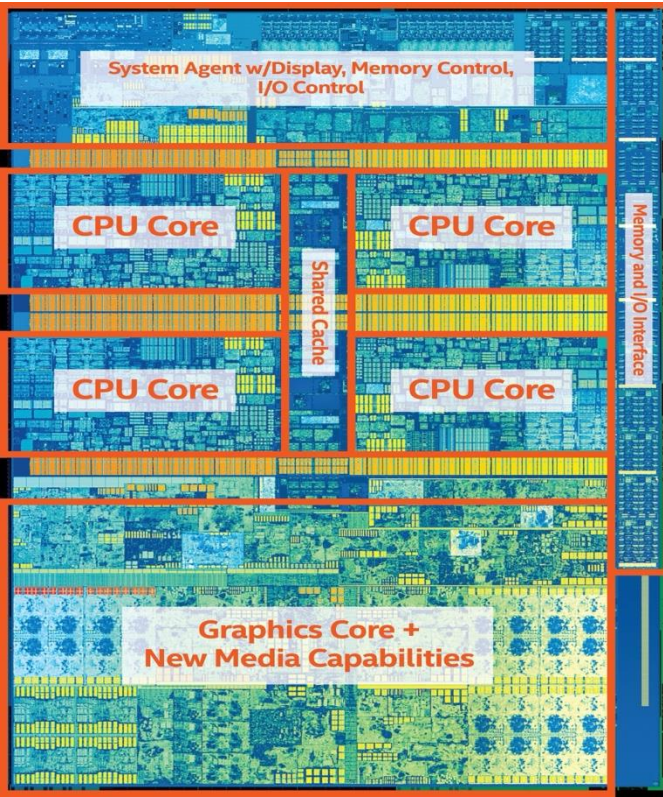 System Agent w/Display, Memory Control,
I/O Control
CPU Core
CPU Core
Shared Cache
Memory and I/O Interface
CPU Core
CPU Core
Graphics Core +
New Media Capabilities